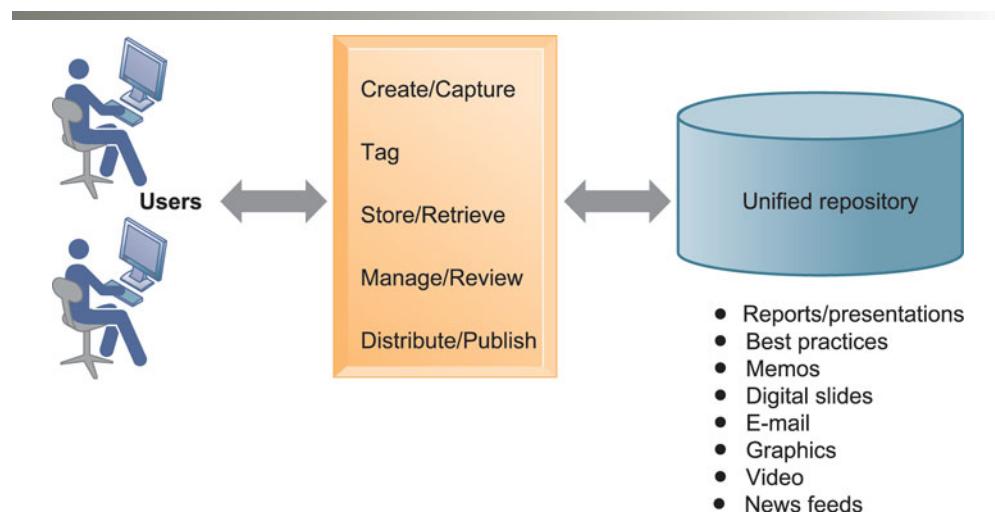 Users
Create/Capture
Tag
Store/Retrieve
Manage/Review
Distribute/Publish
Unified repository
● Reports/presentations
● Best practices
● Memos
● Digital slides
● E-mail
● Graphics
● Video
● News feeds